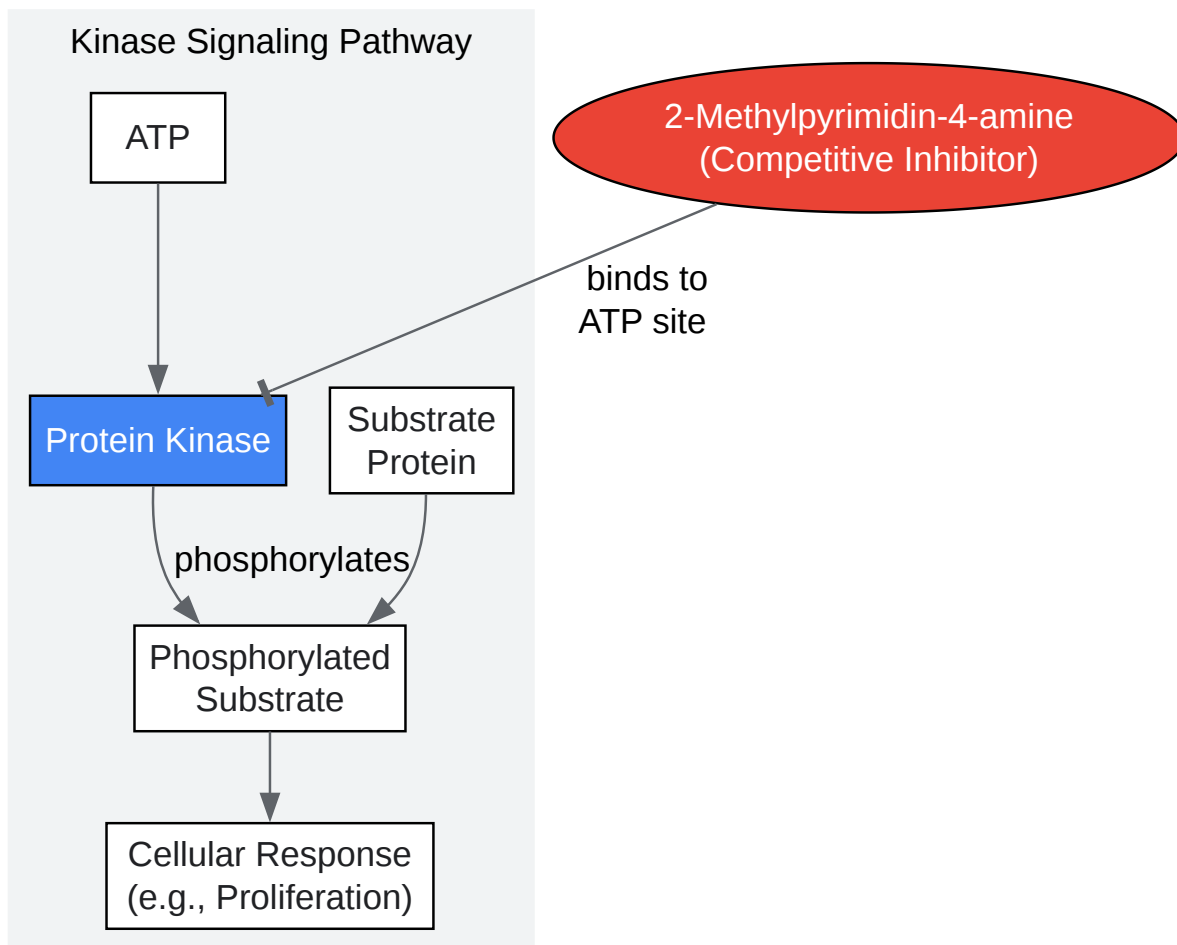 Kinase Signaling Pathway
ATP
2-Methylpyrimidin-4-amine
(Competitive Inhibitor)
binds to
ATP site
Protein Kinase
Substrate
Protein
phosphorylates
Phosphorylated
Substrate
Cellular Response
(e.g., Proliferation)